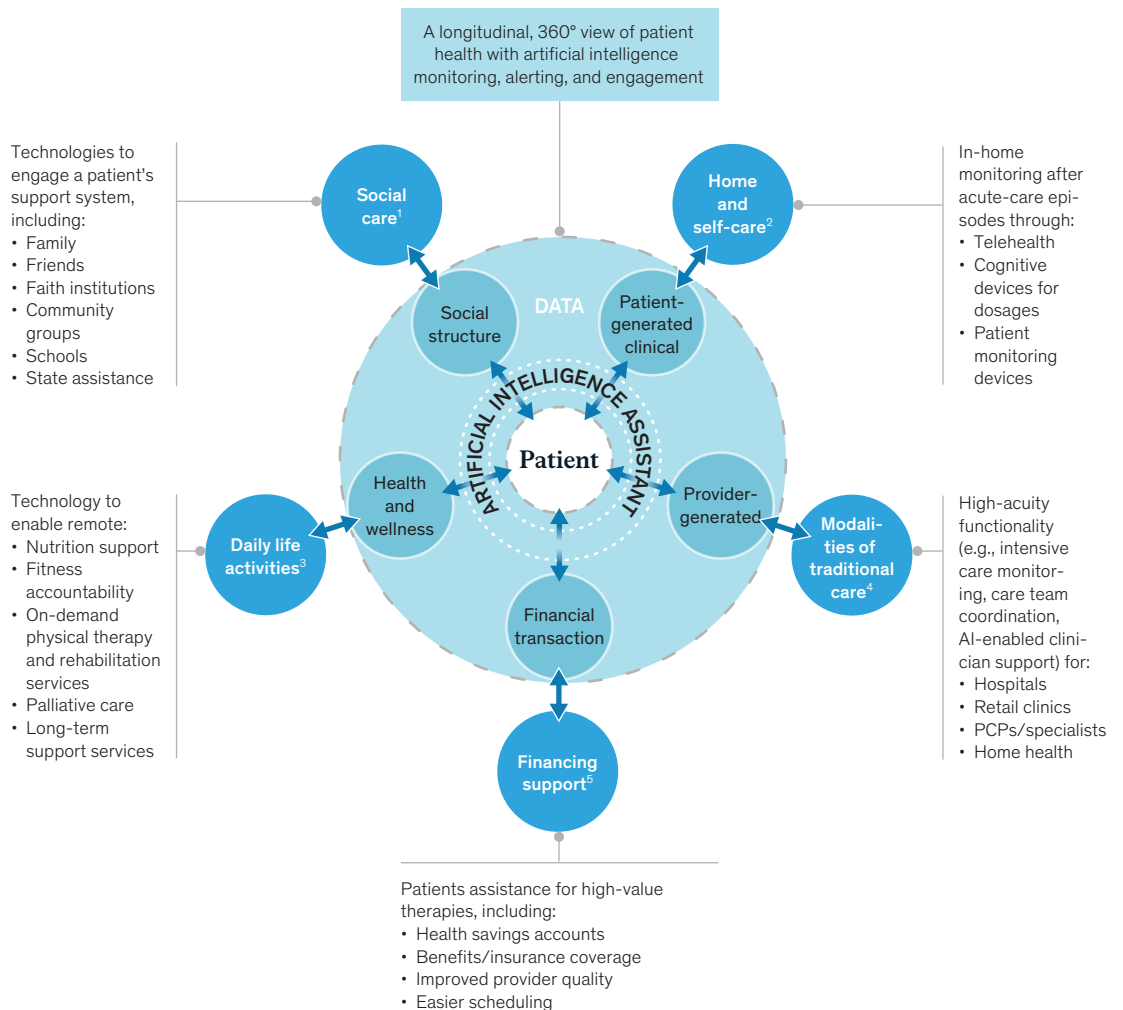 A longitudinal, 360° view of patient
health with artificial intelligence
monitoring, alerting, and engagement
Technologies to
engage a patient's
support system,
including:
• Family
• Friends
• Faith institutions
• Community
groups
• Schools
• State assistance
Social
care1
Home
and
self-care2
In-home
monitoring after
acute-care epi-
sodes through:
• Telehealth
• Cognitive
devices for
dosages
• Patient
monitoring
devices
DATA
Social
structure
Patient-
generated
clinical
ARTIFICIAL INTELLIGENCE ASSISTANT
Patient
Health
and
wellness
Provider-
generated
Financial
transaction
Technology to
enable remote:
• Nutrition support
• Fitness
accountability
• On-demand
physical therapy
and rehabilitation
services
• Palliative care
• Long-term
support services
Daily life
activities3
Modali-
ties of
traditional
care4
High-acuity
functionality
(e.g., intensive
care monitor-
ing, care team
coordination,
AI-enabled clini-
cian support) for:
• Hospitals
• Retail clinics
• PCPs/specialists
• Home health
Financing
support5
Patients assistance for high-value
therapies, including:
• Health savings accounts
• Benefits/insurance coverage
• Improved provider quality
• Easier scheduling